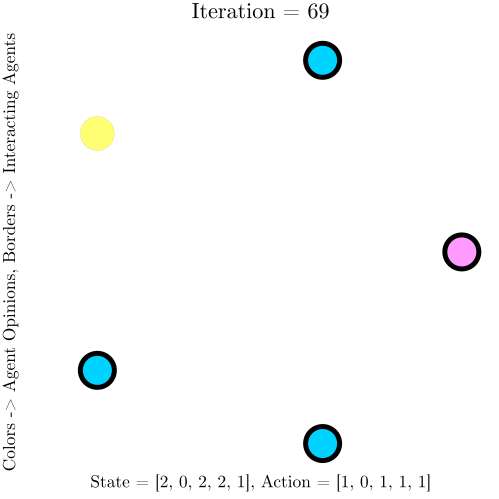 Iteration = 69
Colors -> Agent Opinions, Borders -> Interacting Agents
State = [2, 0, 2, 2, 1], Action = [1, 0, 1, 1, 1]